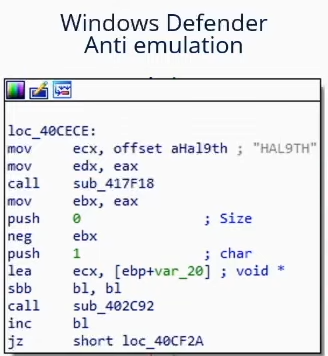 Windows Defender
Anti emulation
loc_40CECE:
mov ecx, offset aHal9th ; "HAL9TH"
mov edx, eax
call sub_417F18
mov ebx, eax
push 0 ; Size
neg ebx
push 1 ; char
lea ecx, [ebp+var_20] ; void *
sbb bl, bl
call sub_402C92
inc bl
jz short loc_40CF2A